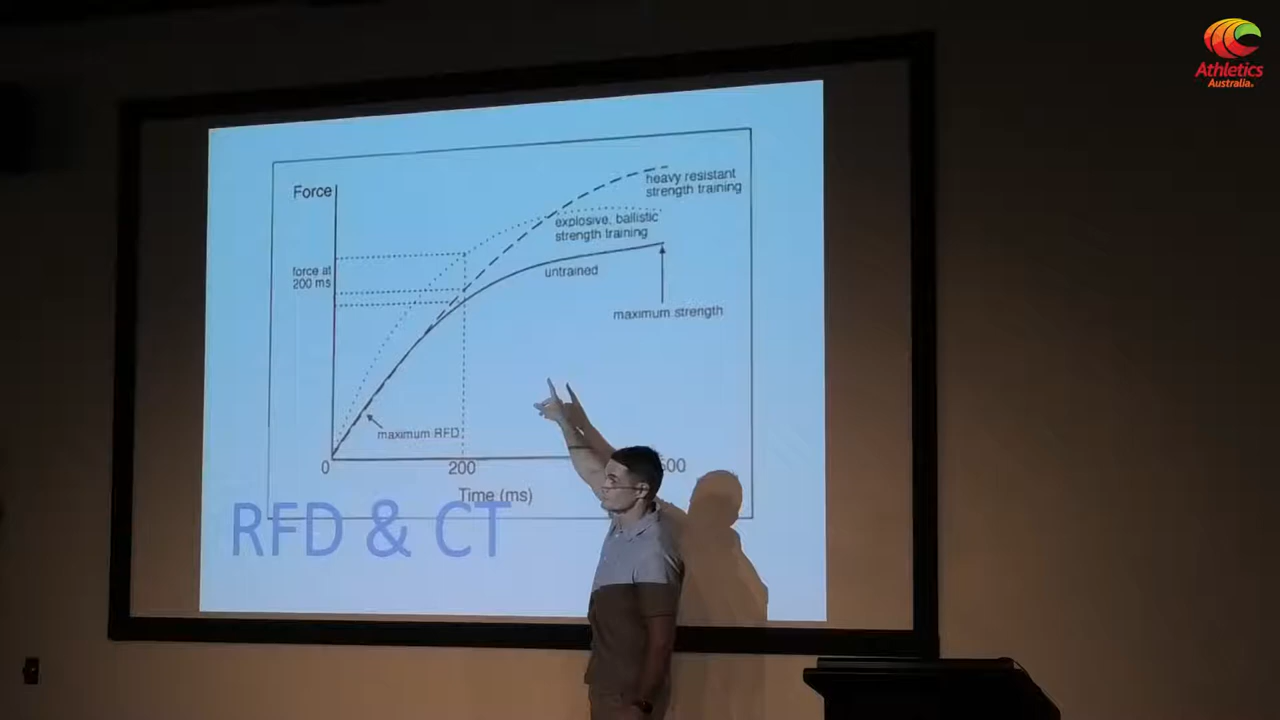 Athletics
Australia
Force
heavy resistant
strength training
explosive, ballistic
strength training
force at
200 ms
untrained
maximum strength
maximum RFD
0
200
Time (ms)
RFD & CT